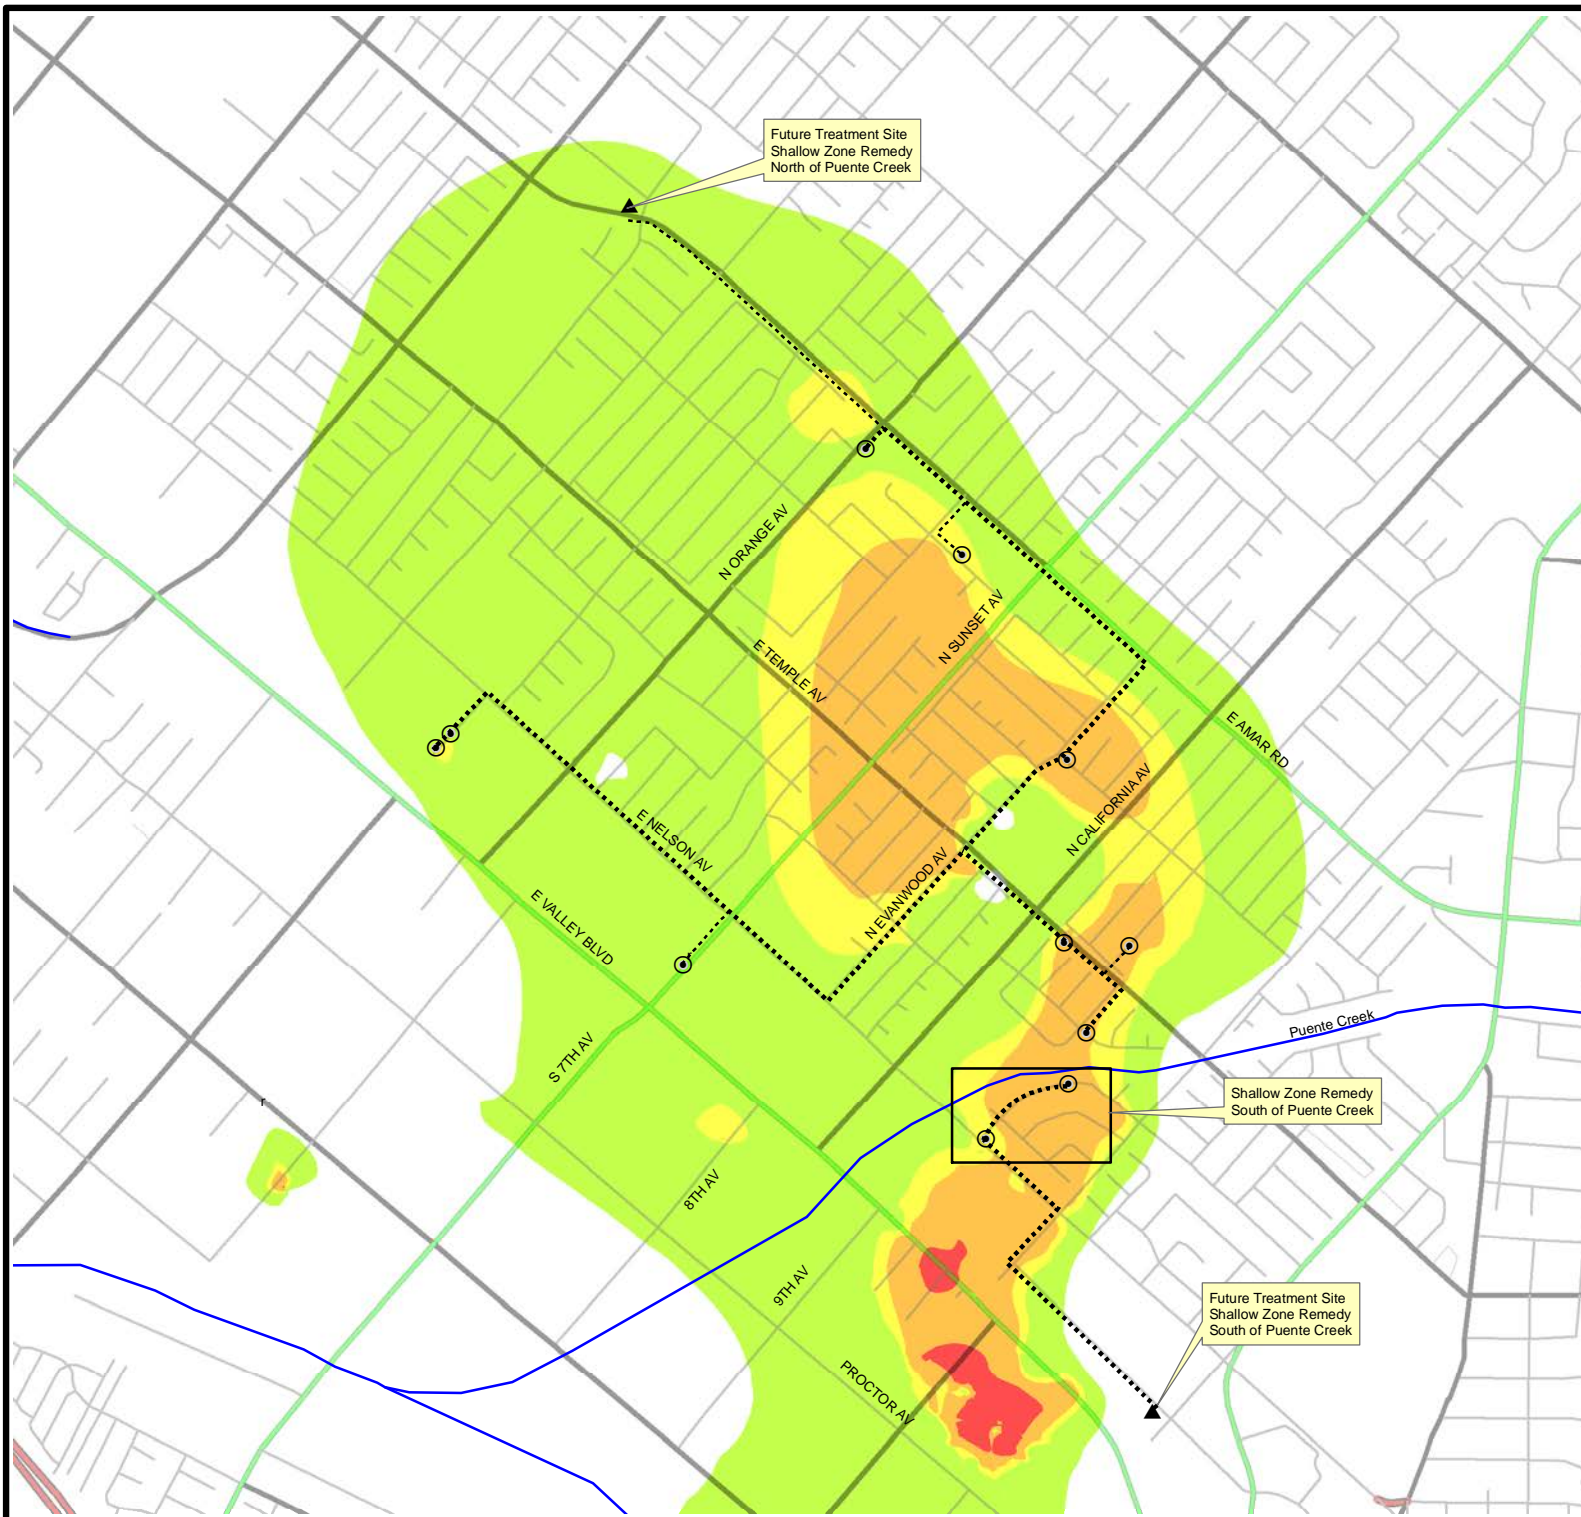 Future Treatment Site
Shallow Zone Remedy
North of Puente Creek
N ORANGE AV
N SUNSET AV
E TEMPLE AV
E AMAR RD
N CALIFORNIA AV
E NELSON AV
N EVANWOOD AV
E VALLEY BLVD
Puente Creek
S 7TH AV
r
Shallow Zone Remedy
South of Puente Creek
8TH AV
9TH AV
Future Treatment Site
Shallow Zone Remedy
South of Puente Creek
PROCTOR AV